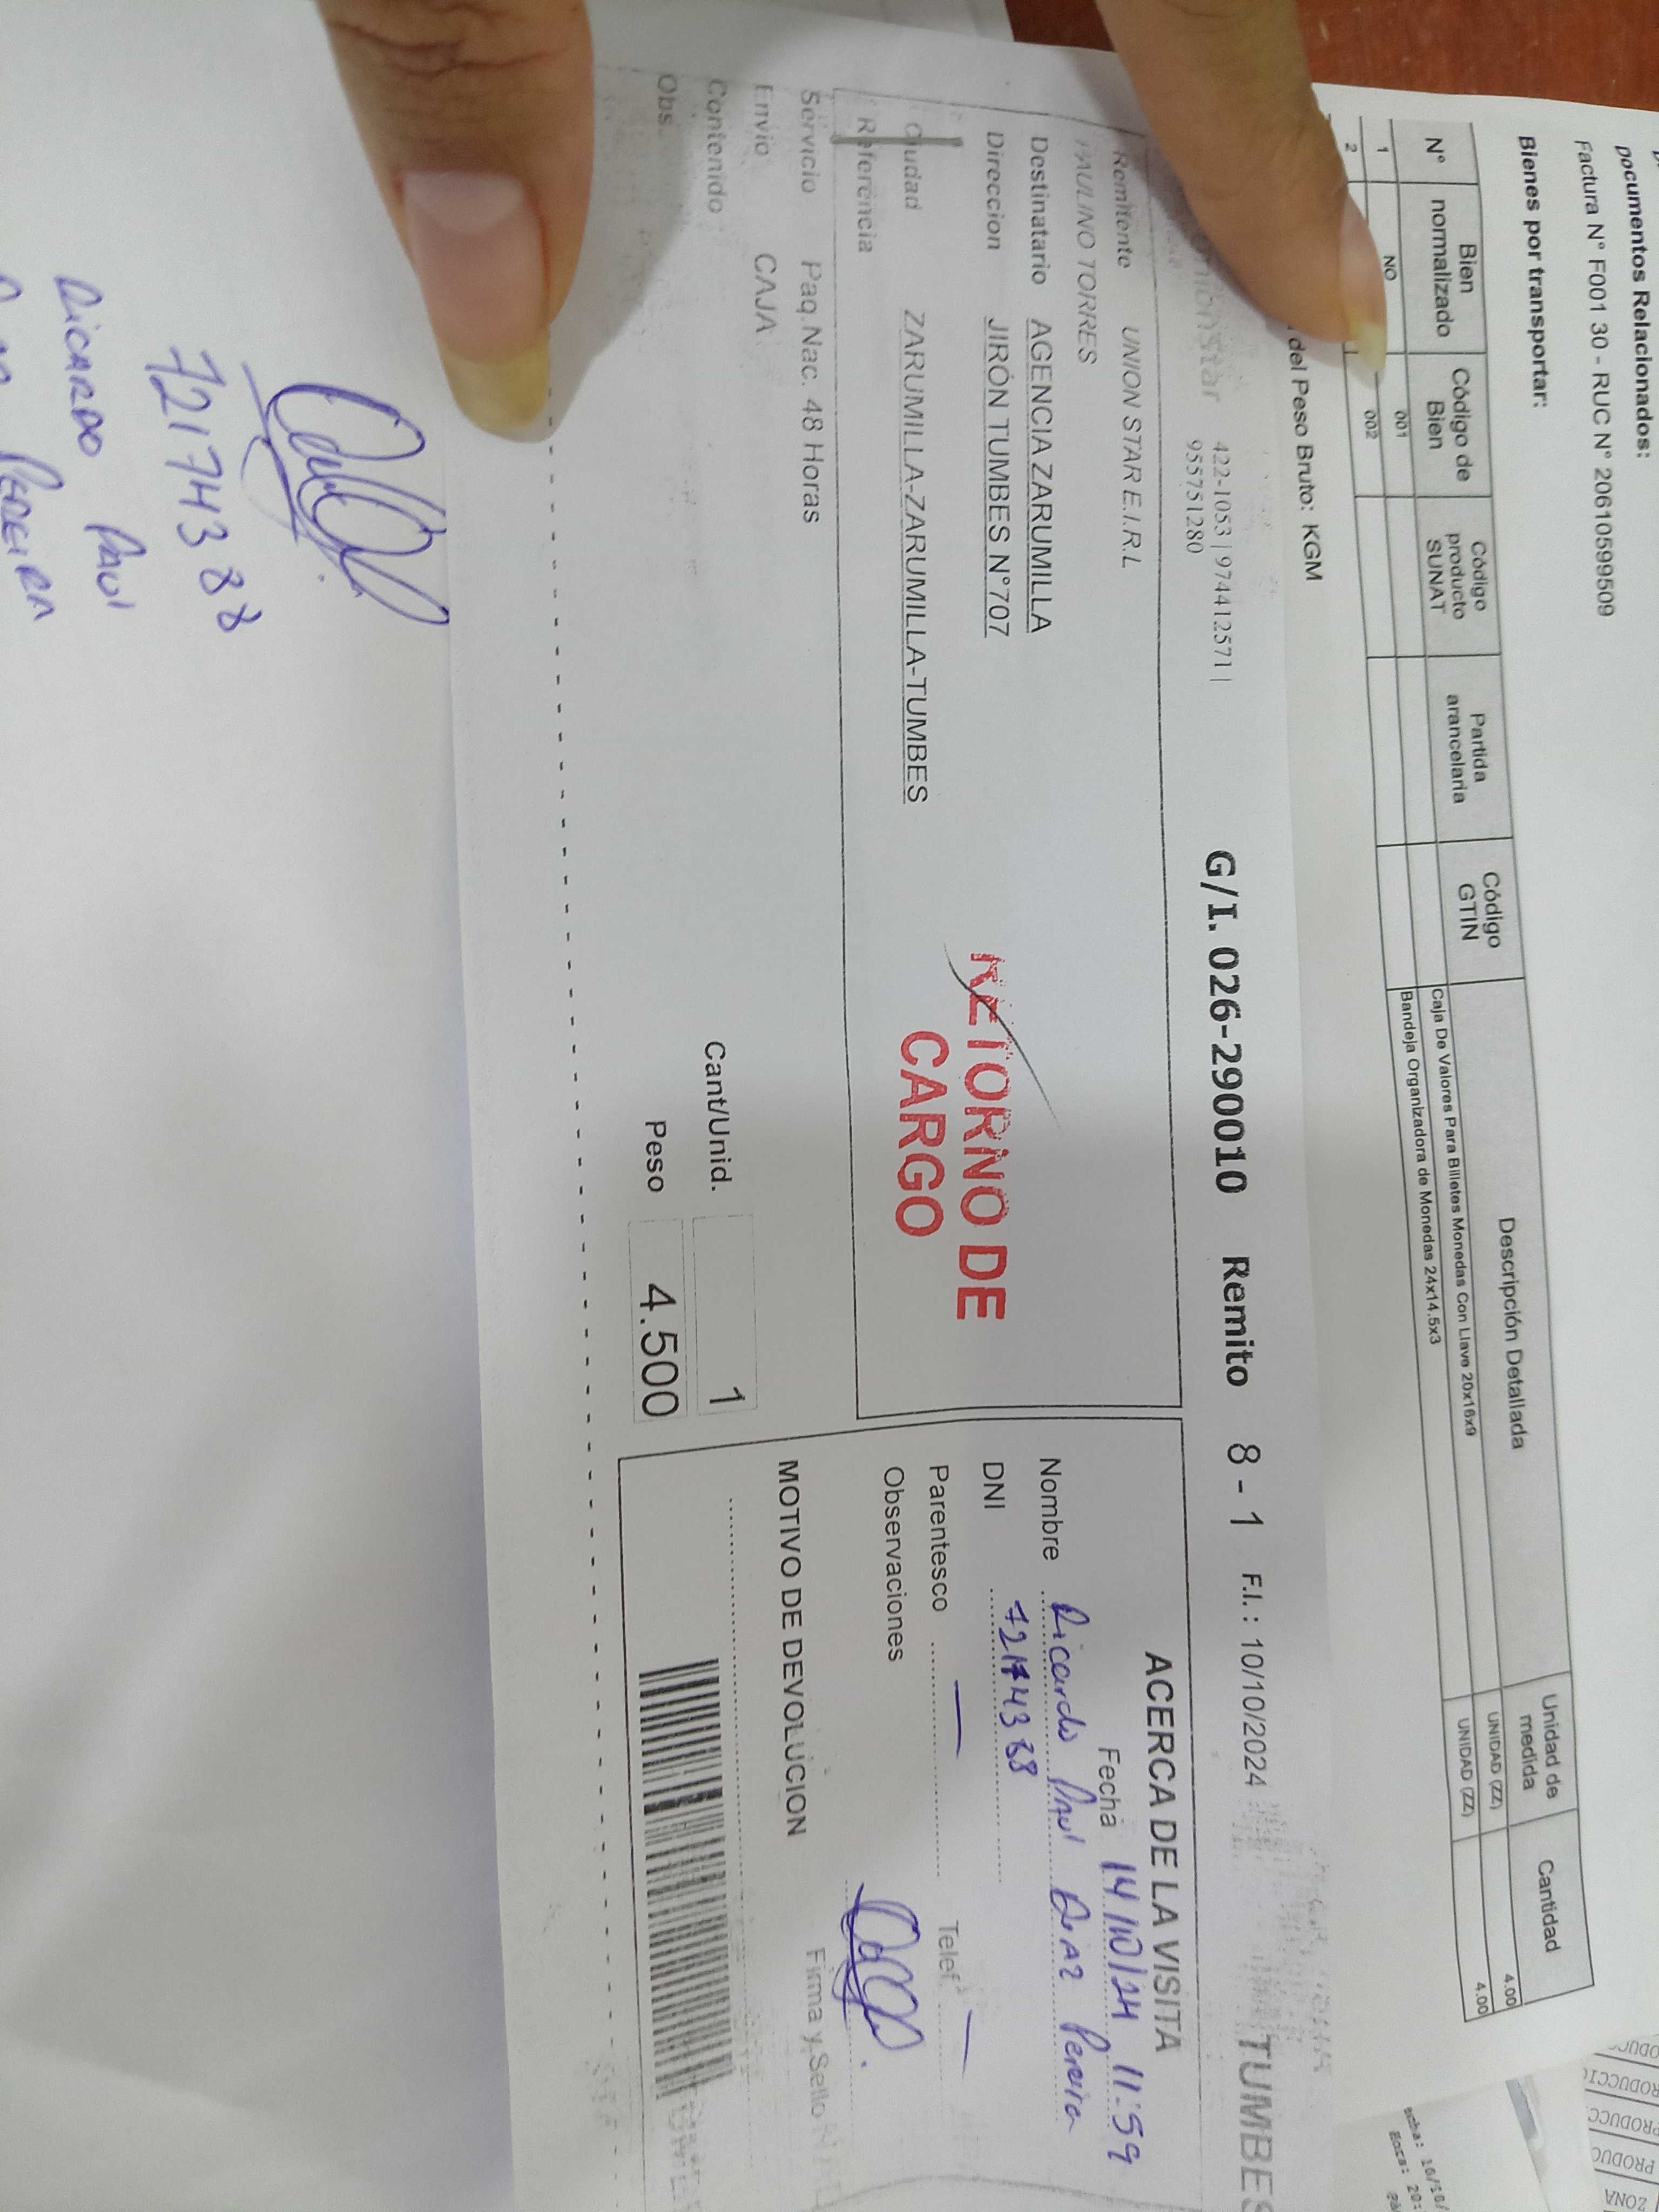 Documentos Relacionados:
Factura N° F001 30 - RUC N° 20610599509
Bienes por transportar:
N° Bien normalizado Código de Bien Código producto SUNAT Partida arancelaria Código GTIN Descripción Detallada Unidad de medida Cantidad
1 NO 001 Caja De Valores Para Billetes Monedas Con Llave 20x16x9 UNIDAD (ZZ) 4.00
2 002 Bandeja Organizadora de Monedas 24x14.5x3 UNIDAD (ZZ) 4.00
del Peso Bruto: KGM
422-1053 | 974412571 |
955751280
G/I. 026-290010 Remito 8 - 1 F.I.: 10/10/2024 TUMBES
Remitente UNION STAR E.I.R.L
PAULINO TORRES
Destinatario AGENCIA ZARUMILLA
Direccion JIRÓN TUMBES N°707
Ciudad ZARUMILLA-ZARUMILLA-TUMBES
Referencia
RETORNO DE
CARGO
Servicio Paq.Nac. 48 Horas
Envio CAJA
Contenido
Obs.
Cant/Unid. 1
Peso 4.500
ACERCA DE LA VISITA
Fecha 14/10/24 11:59
Nombre Ricardo Paul Diaz Pereira
DNI 72174388
Parentesco — Telef. —
Observaciones
Firma y Sello
MOTIVO DE DEVOLUCION
72174388
RICARDO PAUL
PEREIRA
PRODUC
ZONA